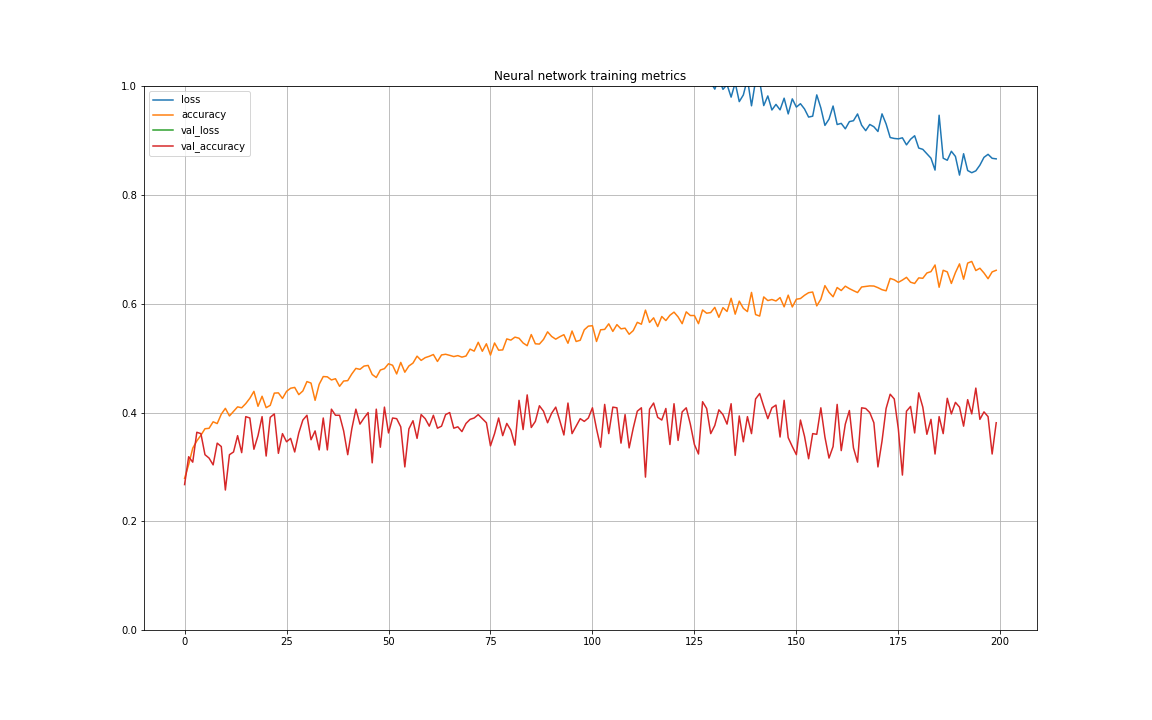 Neural network training metrics
1.0
loss
accuracy
val_loss
val_accuracy
0.8
0.6
0.4
0.2
0.0
0 25 50 75 100 125 150 175 200